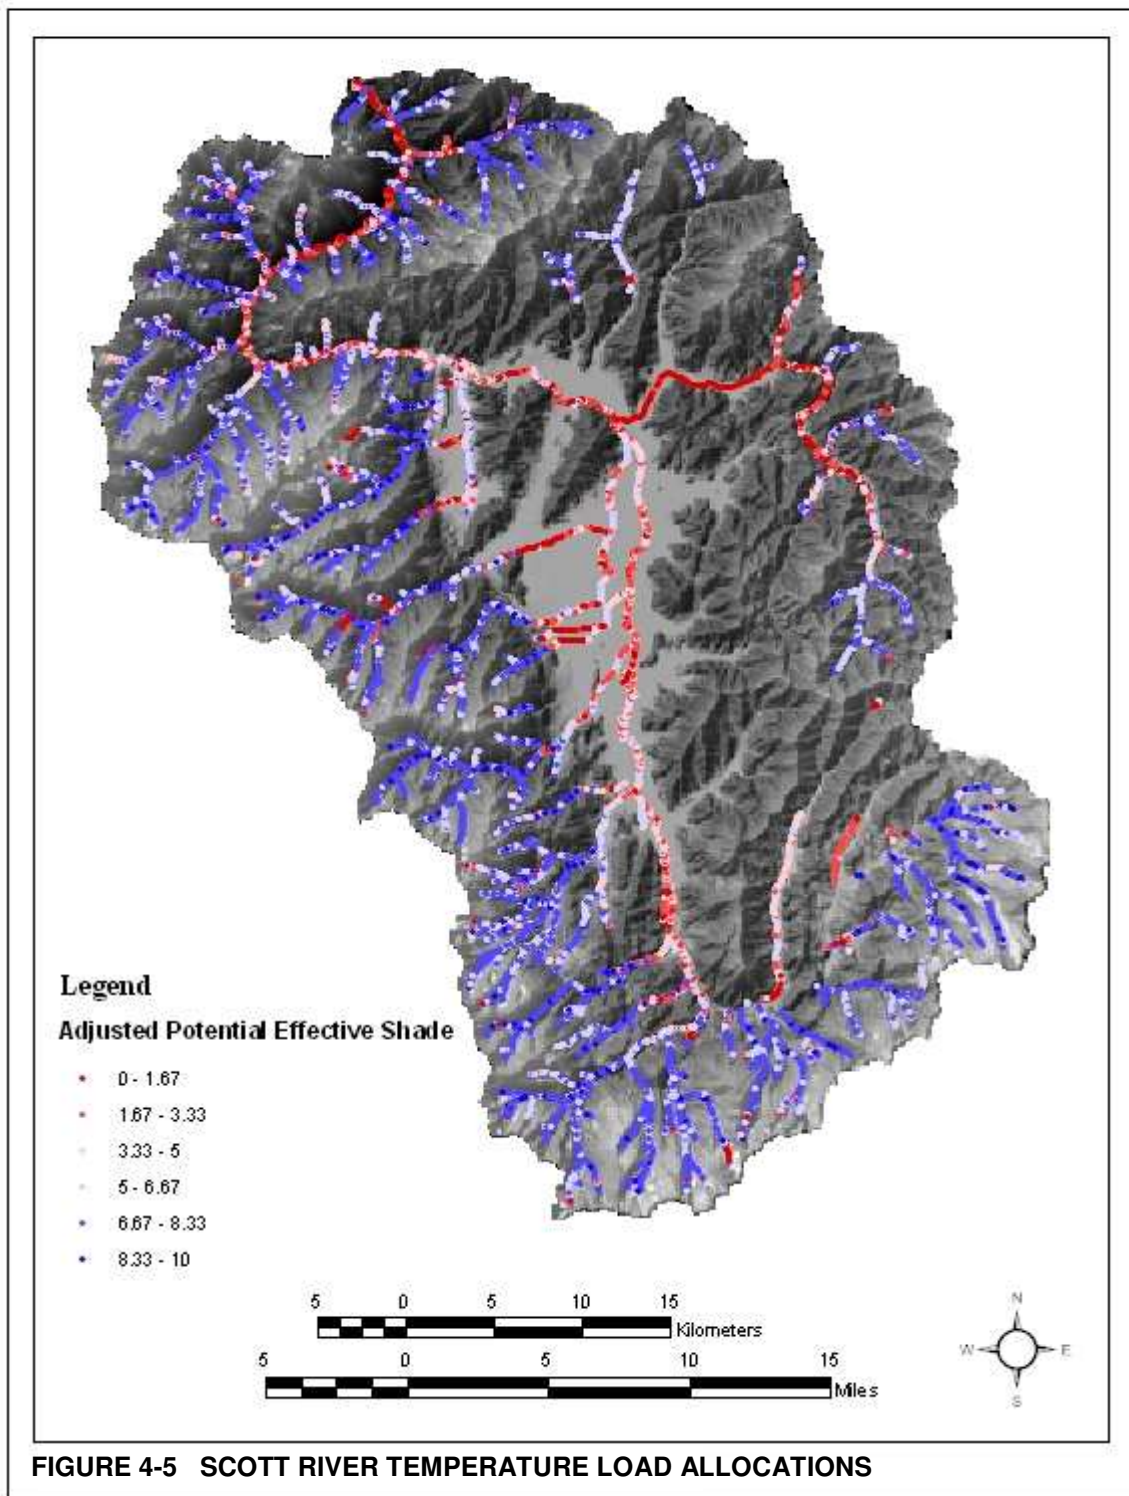 Legend
Adjusted Potential Effective Shade
0 - 1.67
1.67 - 3.33
3.33 - 5
5 - 6.67
6.67 - 8.33
8.33 - 10
5 0 5 10 15
Kilometers
5 0 5 10 15
Miles
N
W E
S
FIGURE 4-5 SCOTT RIVER TEMPERATURE LOAD ALLOCATIONS